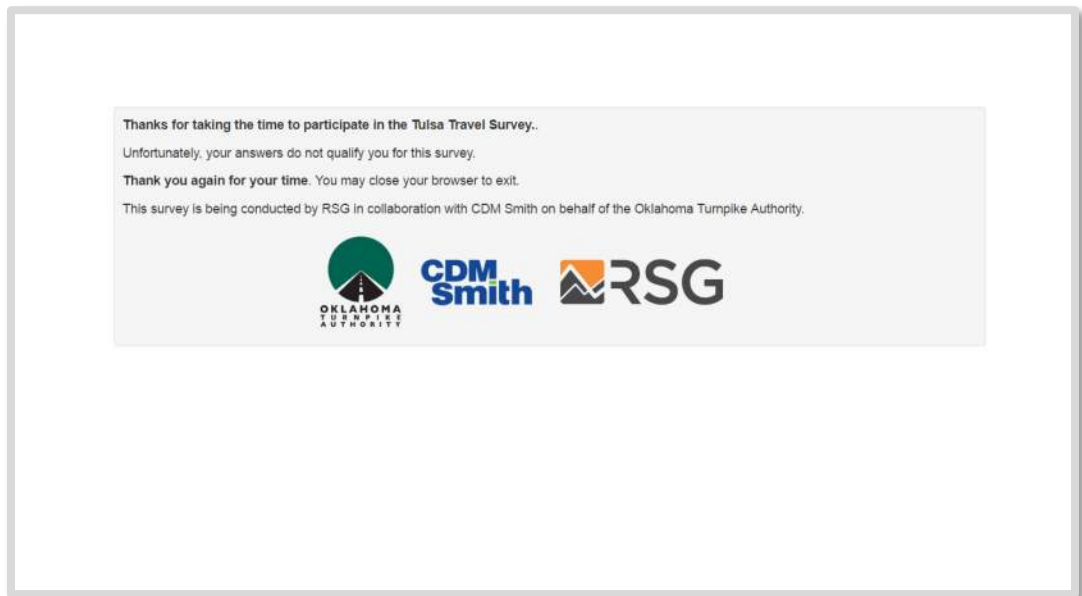 Thanks for taking the time to participate in the Tulsa Travel Survey..
Unfortunately, your answers do not qualify you for this survey.
Thank you again for your time. You may close your browser to exit.
This survey is being conducted by RSG in collaboration with CDM Smith on behalf of the Oklahoma Turnpike Authority.
OKLAHOMA
TURNPIKE
AUTHORITY
CDM
Smith
RSG